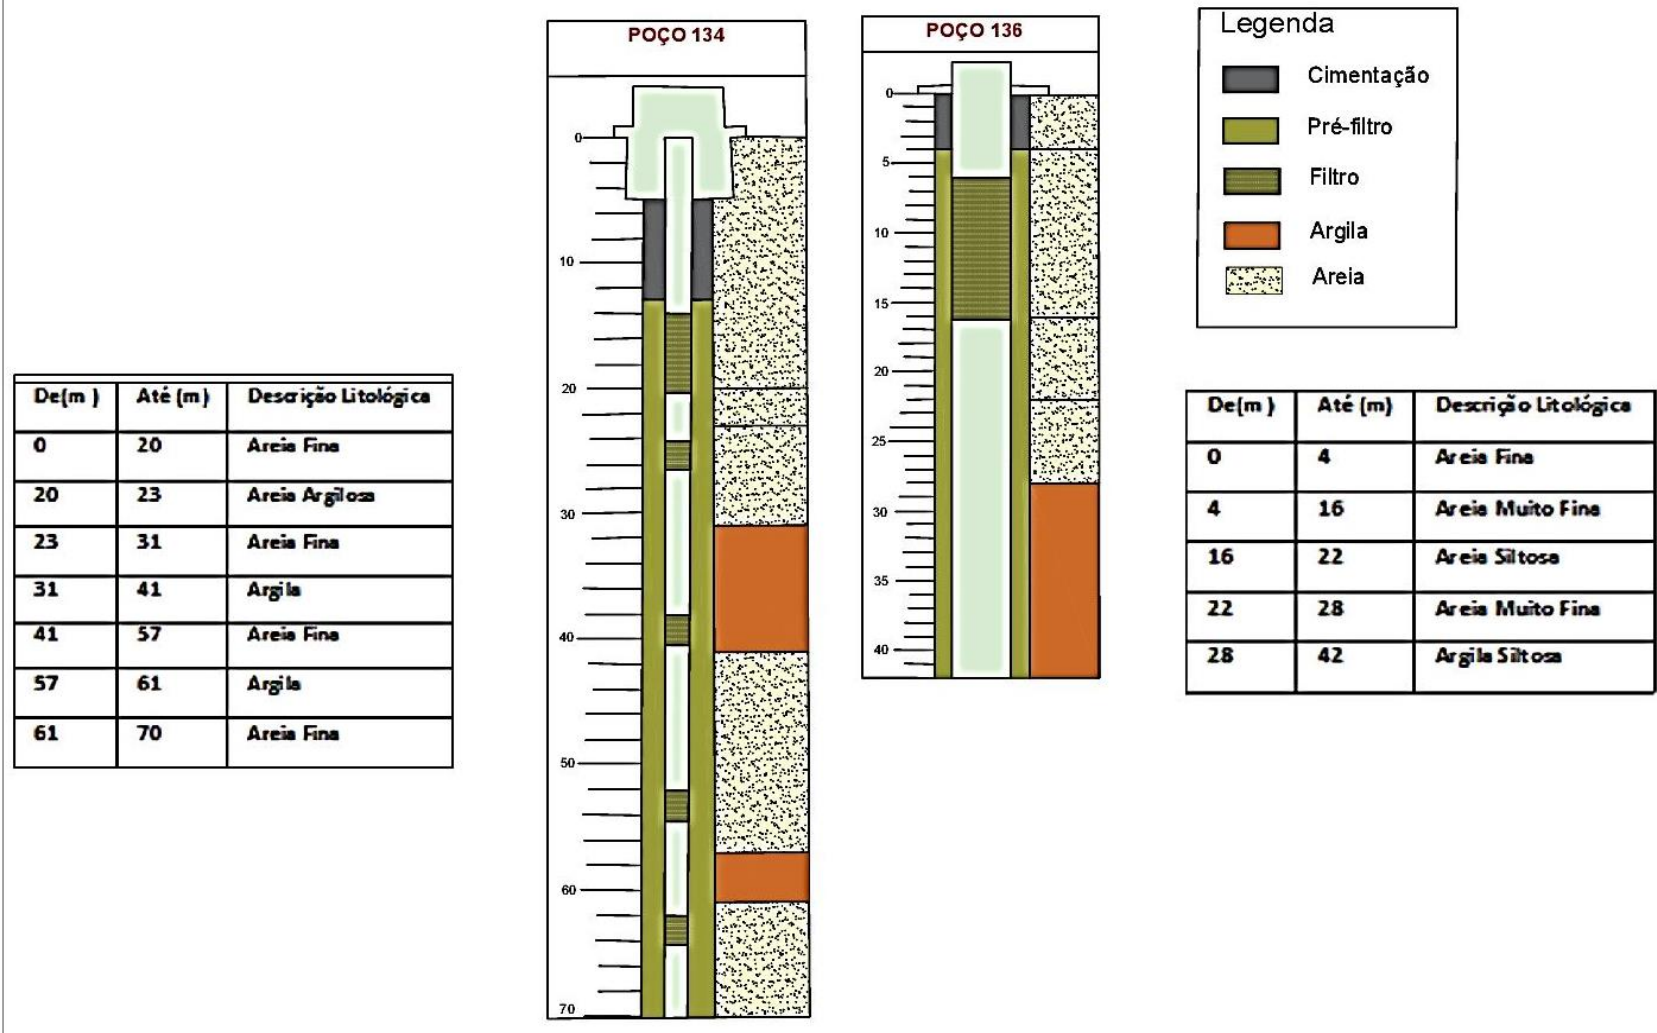 POÇO 134
0
10
20
30
40
50
60
70
POÇO 136
0
5
10
15
20
25
30
35
40
Legenda
Cimentação
Pré-filtro
Filtro
Argila
Areia
De(m ) Até (m) Descrição Litológica
0 20 Areia Fina
20 23 Areia Argilosa
23 31 Areia Fina
31 41 Argila
41 57 Areia Fina
57 61 Argila
61 70 Areia Fina
De(m ) Até (m) Descrição Litológica
0 4 Areia Fina
4 16 Areia Muito Fina
16 22 Areia Siltosa
22 28 Areia Muito Fina
28 42 Argila Siltosa